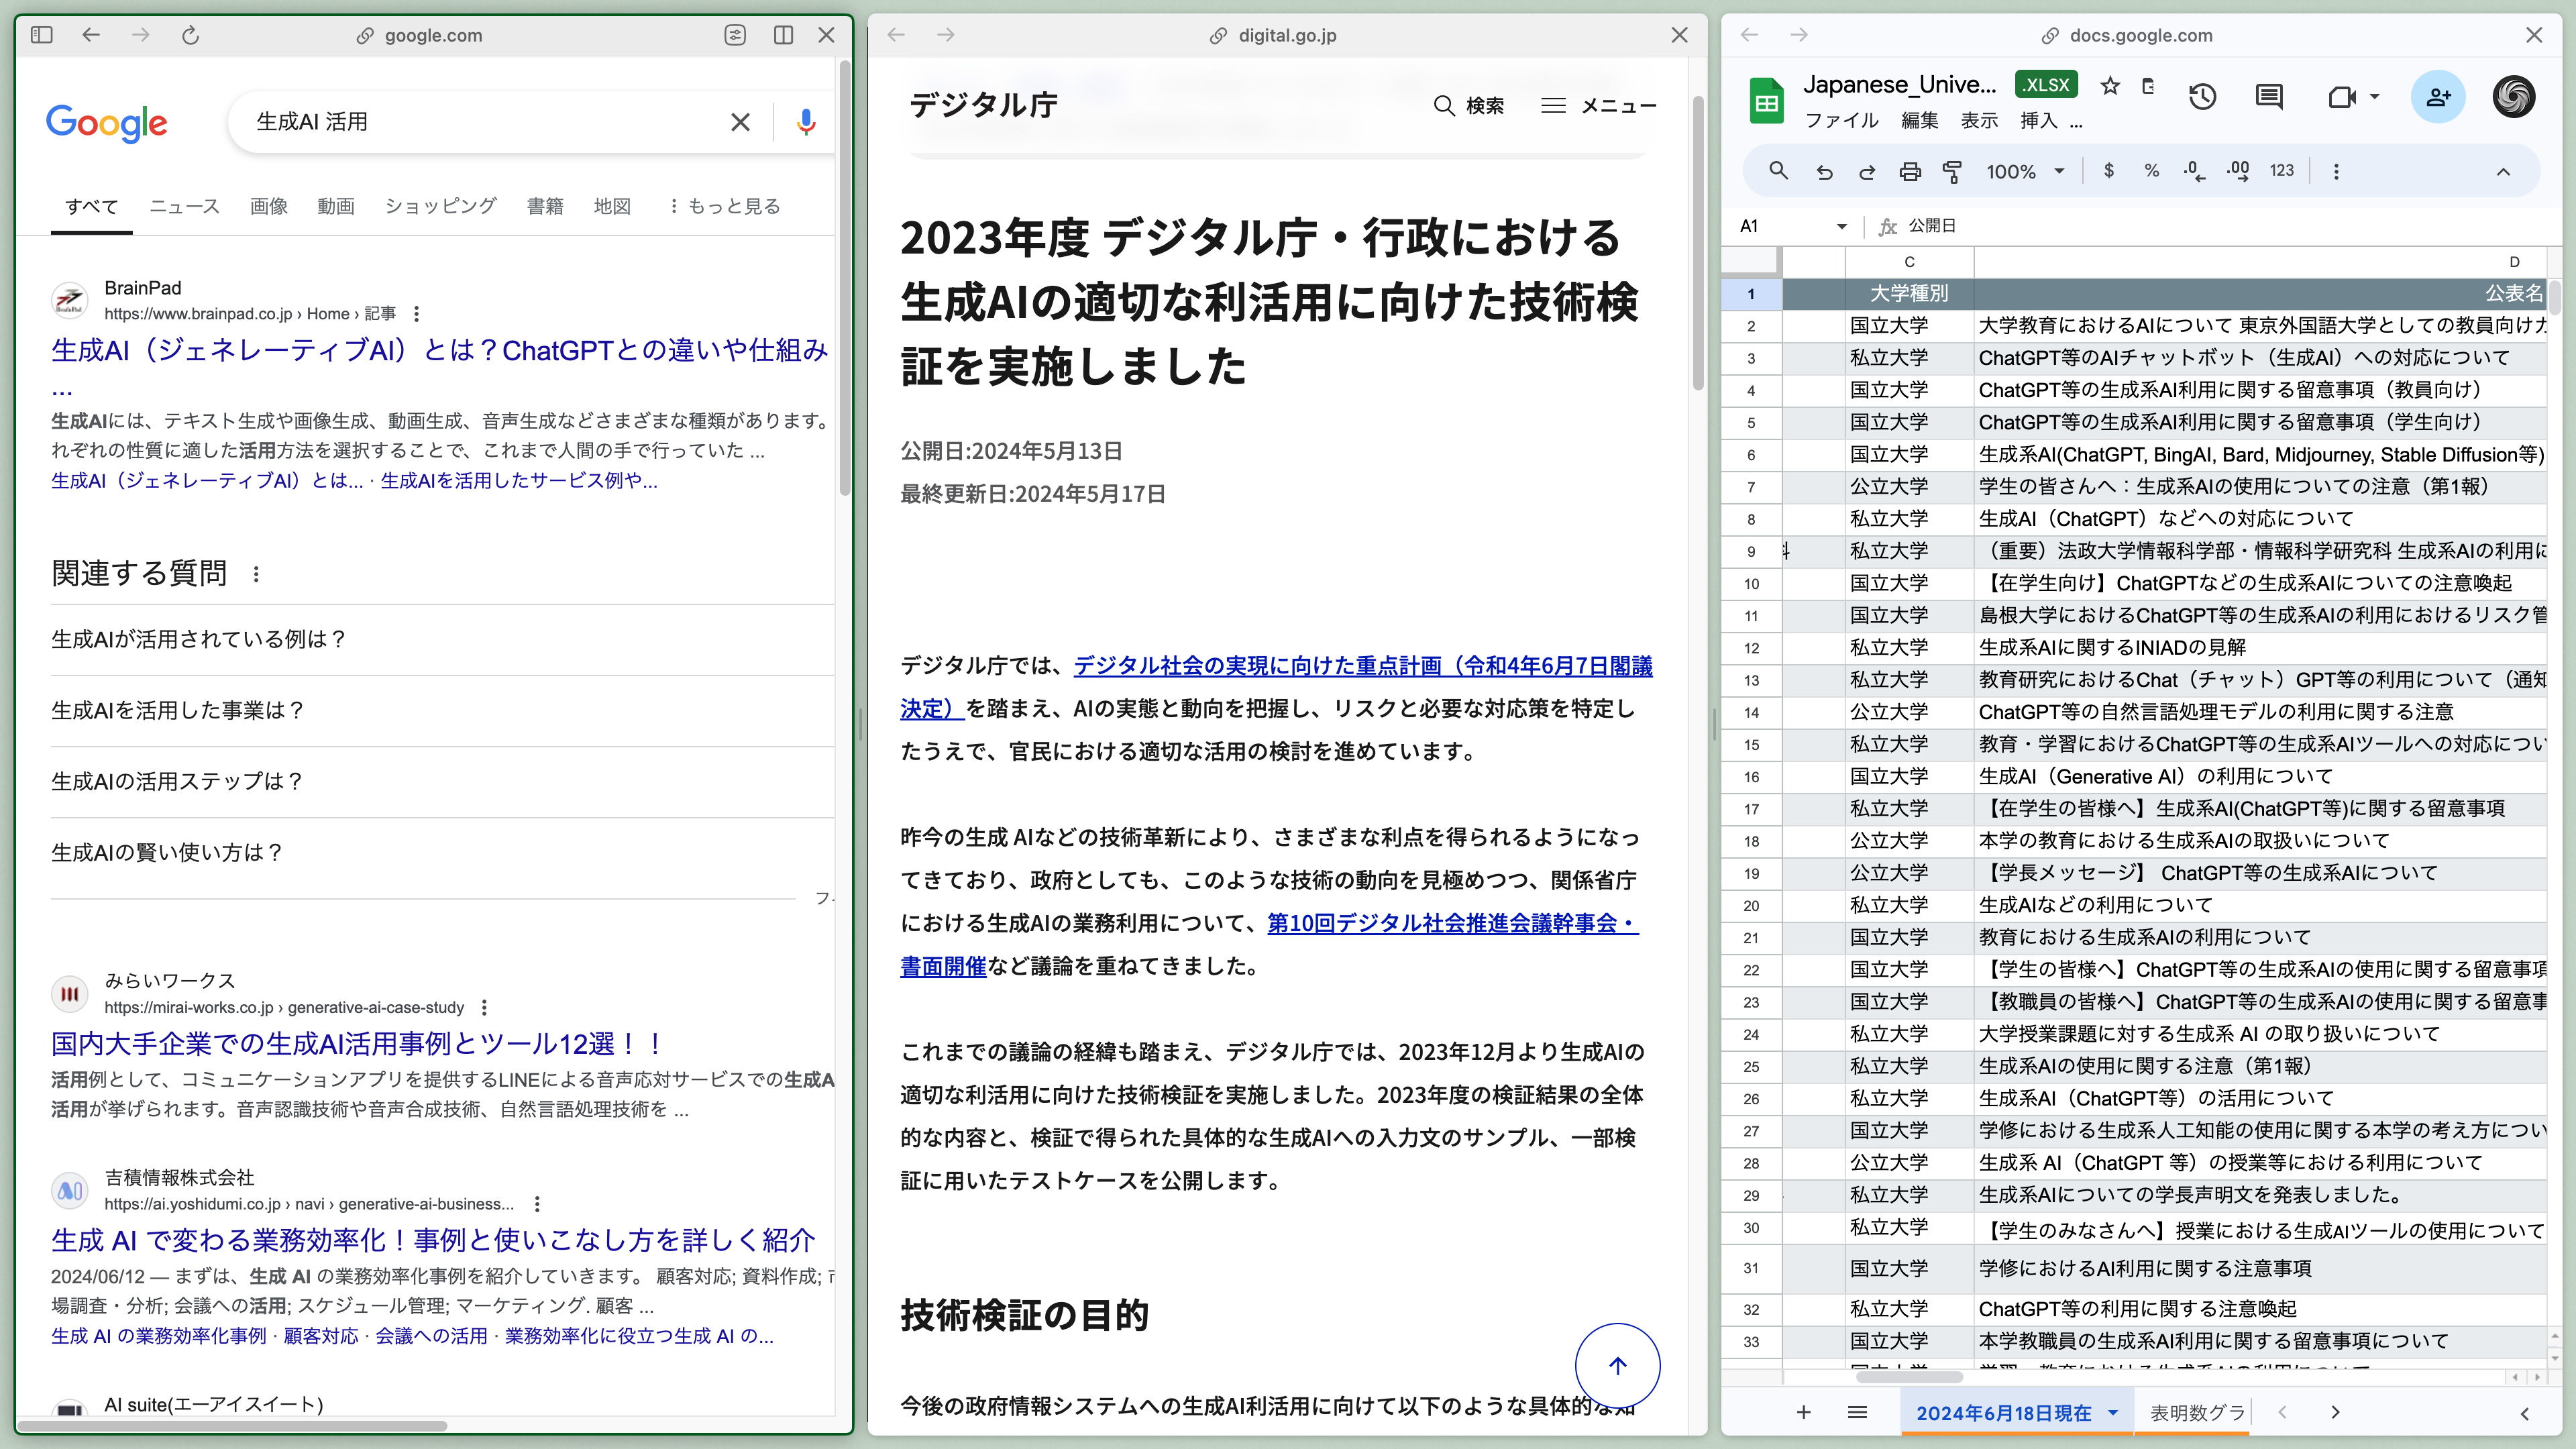 google.com
Google
生成AI 活用
すべて ニュース 画像 動画 ショッピング 書籍 地図 もっと見る
BrainPad
https://www.brainpad.co.jp › Home › 記事
生成AI（ジェネレーティブAI）とは？ChatGPTとの違いや仕組み
...
生成AIには、テキスト生成や画像生成、動画生成、音声生成などさまざまな種類があります。
れぞれの性質に適した活用方法を選択することで、これまで人間の手で行っていた ...
生成AI（ジェネレーティブAI）とは... · 生成AIを活用したサービス例や...
関連する質問
生成AIが活用されている例は？
生成AIを活用した事業は？
生成AIの活用ステップは？
生成AIの賢い使い方は？
みらいワークス
https://mirai-works.co.jp › generative-ai-case-study
国内大手企業での生成AI活用事例とツール12選！！
活用例として、コミュニケーションアプリを提供するLINEによる音声応対サービスでの生成A
活用が挙げられます。音声認識技術や音声合成技術、自然言語処理技術を ...
吉積情報株式会社
https://ai.yoshidumi.co.jp › navi › generative-ai-business...
生成 AI で変わる業務効率化！事例と使いこなし方を詳しく紹介
2024/06/12 — まずは、生成 AI の業務効率化事例を紹介していきます。 顧客対応; 資料作成;
場調査・分析; 会議への活用; スケジュール管理; マーケティング. 顧客 ...
生成 AI の業務効率化事例 · 顧客対応 · 会議への活用 · 業務効率化に役立つ生成 AI の...
AI suite(エーアイスイート)
digital.go.jp
デジタル庁
検索 メニュー
2023年度 デジタル庁・行政における
生成AIの適切な利活用に向けた技術検
証を実施しました
公開日:2024年5月13日
最終更新日:2024年5月17日
デジタル庁では、デジタル社会の実現に向けた重点計画（令和4年6月7日閣議
決定）を踏まえ、AIの実態と動向を把握し、リスクと必要な対応策を特定し
たうえで、官民における適切な活用の検討を進めています。
昨今の生成 AIなどの技術革新により、さまざまな利点を得られるようになっ
てきており、政府としても、このような技術の動向を見極めつつ、関係省庁
における生成AIの業務利用について、第10回デジタル社会推進会議幹事会・
書面開催など議論を重ねてきました。
これまでの議論の経緯も踏まえ、デジタル庁では、2023年12月より生成AIの
適切な利活用に向けた技術検証を実施しました。2023年度の検証結果の全体
的な内容と、検証で得られた具体的な生成AIへの入力文のサンプル、一部検
証に用いたテストケースを公開します。
技術検証の目的
今後の政府情報システムへの生成AI利活用に向けて以下のような具体的な
docs.google.com
Japanese_Unive... .XLSX
ファイル 編集 表示 挿入 ...
100% $ % .0 .00 123
A1 fx 公開日
C D
1 大学種別 公表名
2 国立大学 大学教育におけるAIについて 東京外国語大学としての教員向けガ
3 私立大学 ChatGPT等のAIチャットボット（生成AI）への対応について
4 国立大学 ChatGPT等の生成系AI利用に関する留意事項（教員向け）
5 国立大学 ChatGPT等の生成系AI利用に関する留意事項（学生向け）
6 国立大学 生成系AI(ChatGPT, BingAI, Bard, Midjourney, Stable Diffusion等)
7 公立大学 学生の皆さんへ：生成系AIの使用についての注意（第1報）
8 私立大学 生成AI（ChatGPT）などへの対応について
9 私立大学 （重要）法政大学情報科学部・情報科学研究科 生成系AIの利用に
10 国立大学 【在学生向け】ChatGPTなどの生成系AIについての注意喚起
11 国立大学 島根大学におけるChatGPT等の生成系AIの利用におけるリスク管
12 私立大学 生成系AIに関するINIADの見解
13 私立大学 教育研究におけるChat（チャット）GPT等の利用について（通知
14 公立大学 ChatGPT等の自然言語処理モデルの利用に関する注意
15 私立大学 教育・学習におけるChatGPT等の生成系AIツールへの対応につい
16 国立大学 生成AI（Generative AI）の利用について
17 私立大学 【在学生の皆様へ】生成系AI(ChatGPT等)に関する留意事項
18 公立大学 本学の教育における生成系AIの取扱いについて
19 公立大学 【学長メッセージ】 ChatGPT等の生成系AIについて
20 私立大学 生成AIなどの利用について
21 国立大学 教育における生成系AIの利用について
22 国立大学 【学生の皆様へ】ChatGPT等の生成系AIの使用に関する留意事項
23 国立大学 【教職員の皆様へ】ChatGPT等の生成系AIの使用に関する留意事
24 私立大学 大学授業課題に対する生成系 AI の取り扱いについて
25 私立大学 生成系AIの使用に関する注意（第1報）
26 私立大学 生成系AI（ChatGPT等）の活用について
27 国立大学 学修における生成系人工知能の使用に関する本学の考え方につい
28 公立大学 生成系 AI（ChatGPT 等）の授業等における利用について
29 私立大学 生成系AIについての学長声明文を発表しました。
30 私立大学 【学生のみなさんへ】授業における生成AIツールの使用について
31 国立大学 学修におけるAI利用に関する注意事項
32 私立大学 ChatGPT等の利用に関する注意喚起
33 国立大学 本学教職員の生成系AI利用に関する留意事項について
2024年6月18日現在 表明数グラ